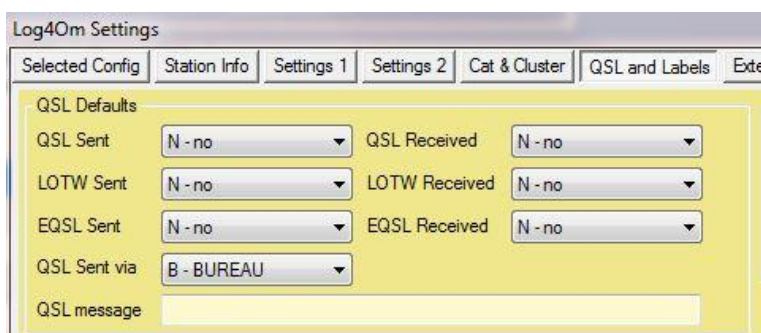 Log4Om Settings
Selected Config Station Info Settings 1 Settings 2 Cat & Cluster QSL and Labels
QSL Defaults
QSL Sent N - no QSL Received N - no
LOTW Sent N - no LOTW Received N - no
EQSL Sent N - no EQSL Received N - no
QSL Sent via B - BUREAU
QSL message